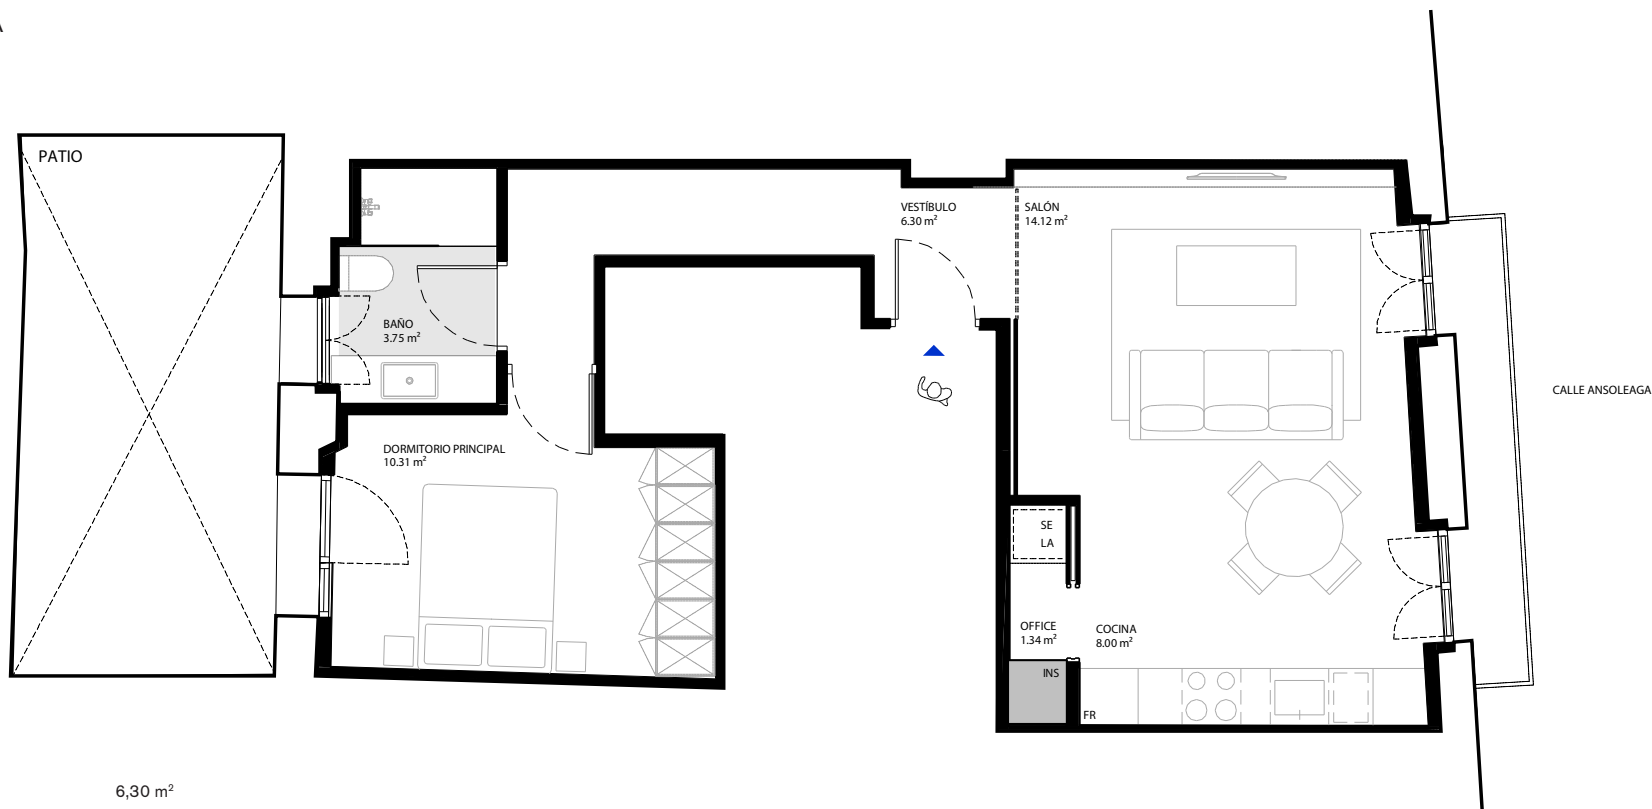 A
PATIO
VESTÍBULO
6.30 m²
SALÓN
14.12 m²
BAÑO
3.75 m²
CALLE ANSOLEAGA
DORMITORIO PRINCIPAL
10.31 m²
SE
LA
OFFICE
1.34 m²
COCINA
8.00 m²
INS
FR
6,30 m²